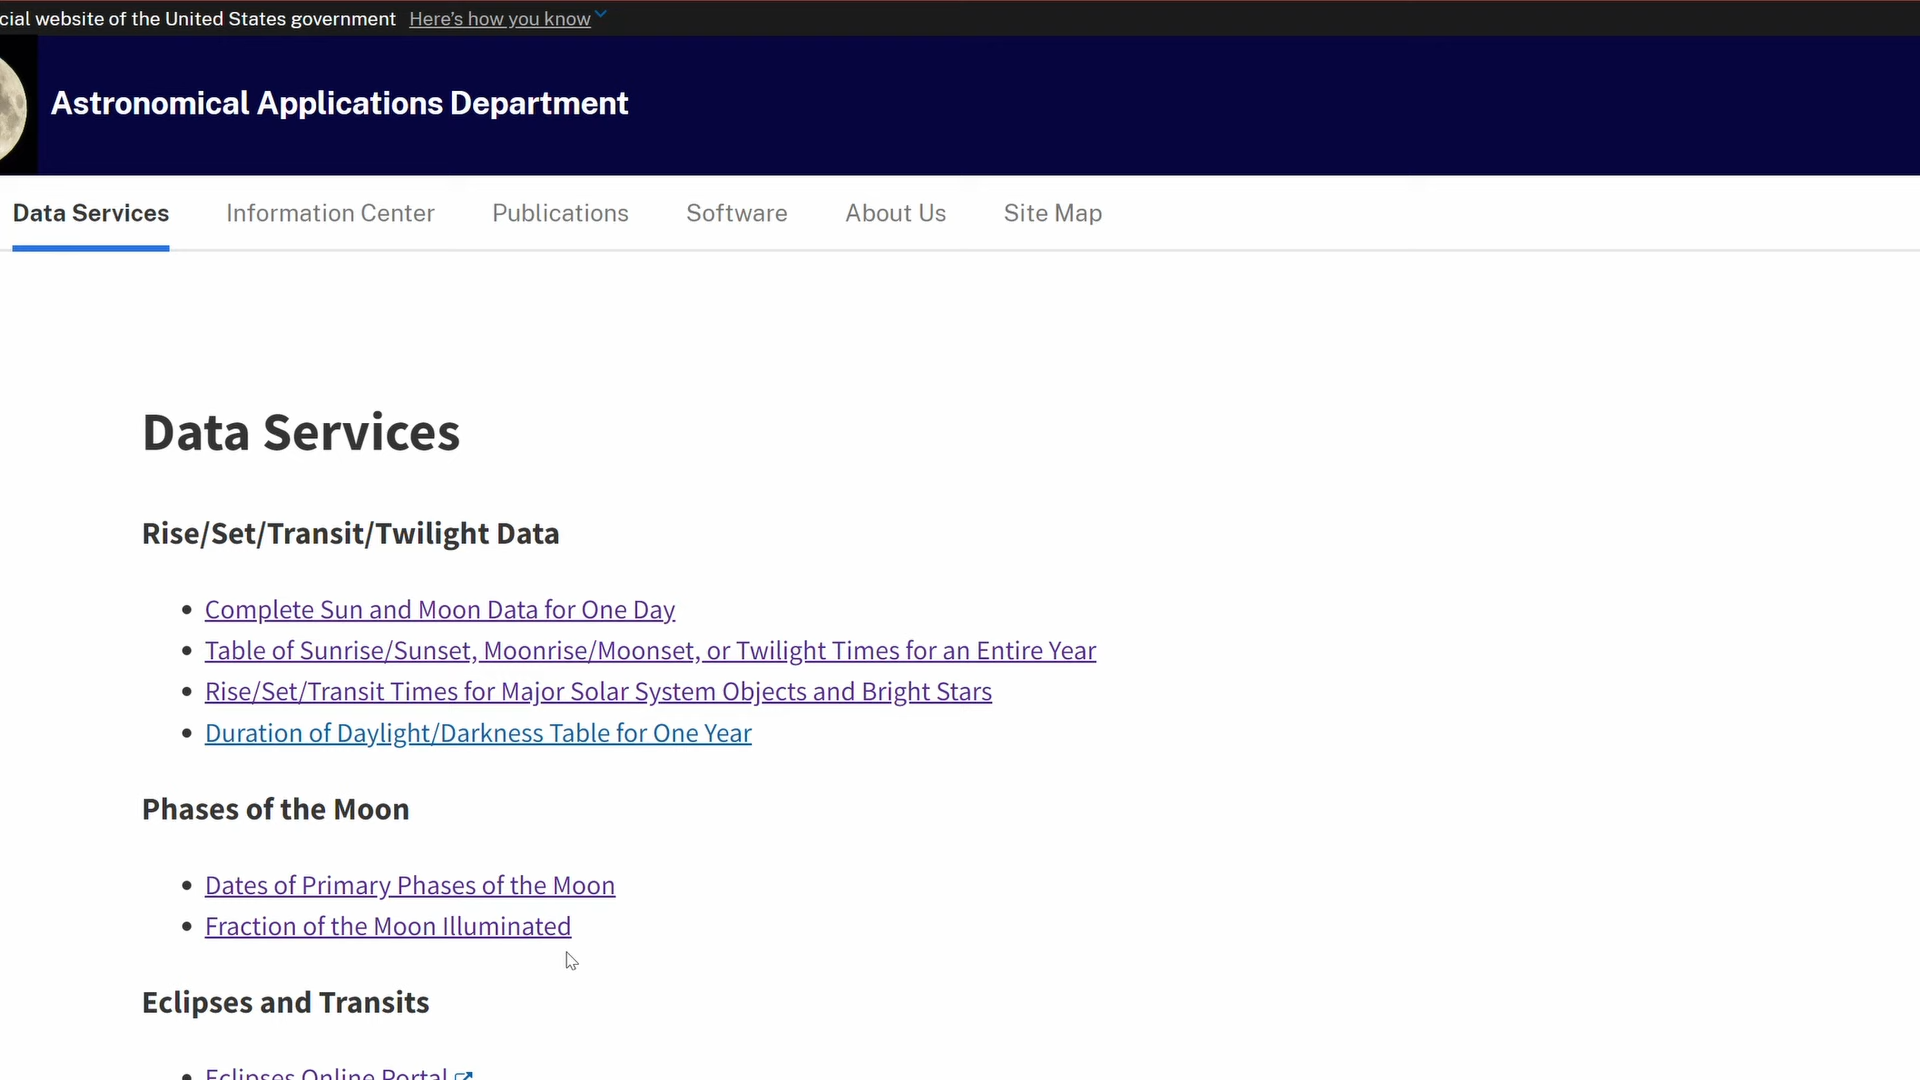 cial website of the United States government Here's how you know
Astronomical Applications Department
Data Services Information Center Publications Software About Us Site Map
Data Services
Rise/Set/Transit/Twilight Data
Complete Sun and Moon Data for One Day
Table of Sunrise/Sunset, Moonrise/Moonset, or Twilight Times for an Entire Year
Rise/Set/Transit Times for Major Solar System Objects and Bright Stars
Duration of Daylight/Darkness Table for One Year
Phases of the Moon
Dates of Primary Phases of the Moon
Fraction of the Moon Illuminated
Eclipses and Transits
Eclipses Online Portal